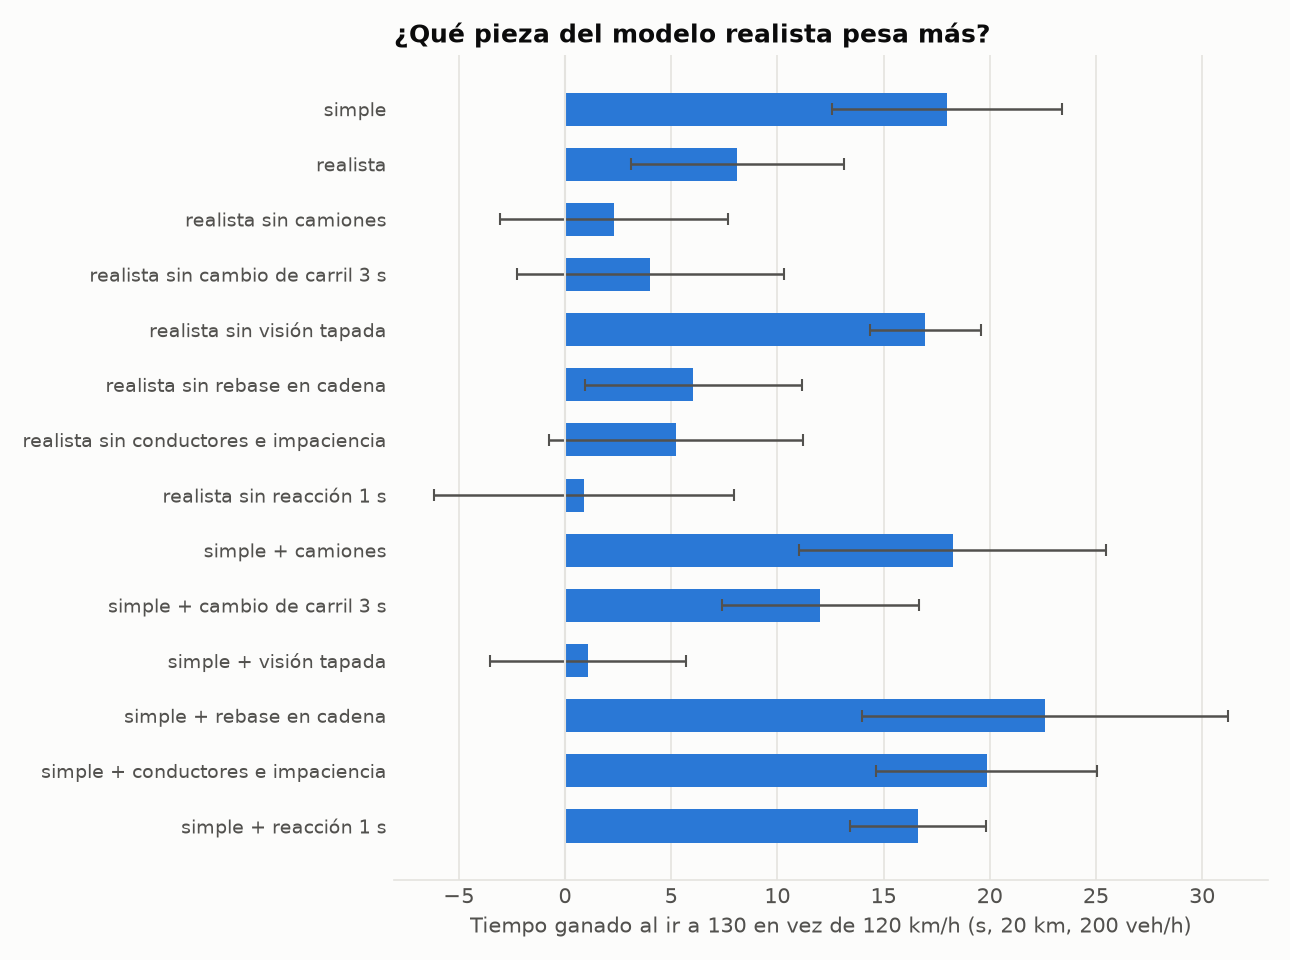 ¿Qué pieza del modelo realista pesa más?
simple
realista
realista sin camiones
realista sin cambio de carril 3 s
realista sin visión tapada
realista sin rebase en cadena
realista sin conductores e impaciencia
realista sin reacción 1 s
simple + camiones
simple + cambio de carril 3 s
simple + visión tapada
simple + rebase en cadena
simple + conductores e impaciencia
simple + reacción 1 s
−5 0 5 10 15 20 25 30
Tiempo ganado al ir a 130 en vez de 120 km/h (s, 20 km, 200 veh/h)